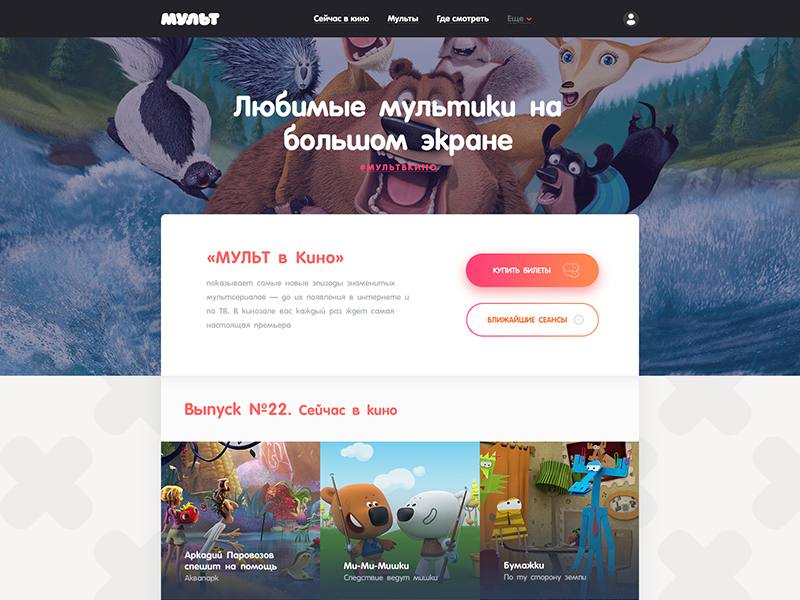 МУЛЬТ
Сейчас в кино
Мульты
Где смотреть
Еще
Любимые мультики на
большом экране
#МУЛЬТВКИНО
«МУЛЬТ в Кино»
показывает самые новые эпизоды знаменитых
мультсериалов — до их появления в интернете и
по ТВ. В кинозале вас каждый раз ждет самая
настоящая премьера
КУПИТЬ БИЛЕТЫ
БЛИЖАЙШИЕ СЕАНСЫ
Выпуск №22. Сейчас в кино
Аркадий Паровозов
спешит на помощь
Аквапарк
Ми-Ми-Мишки
Следствие ведут мишки
Бумажки
По ту сторону земли